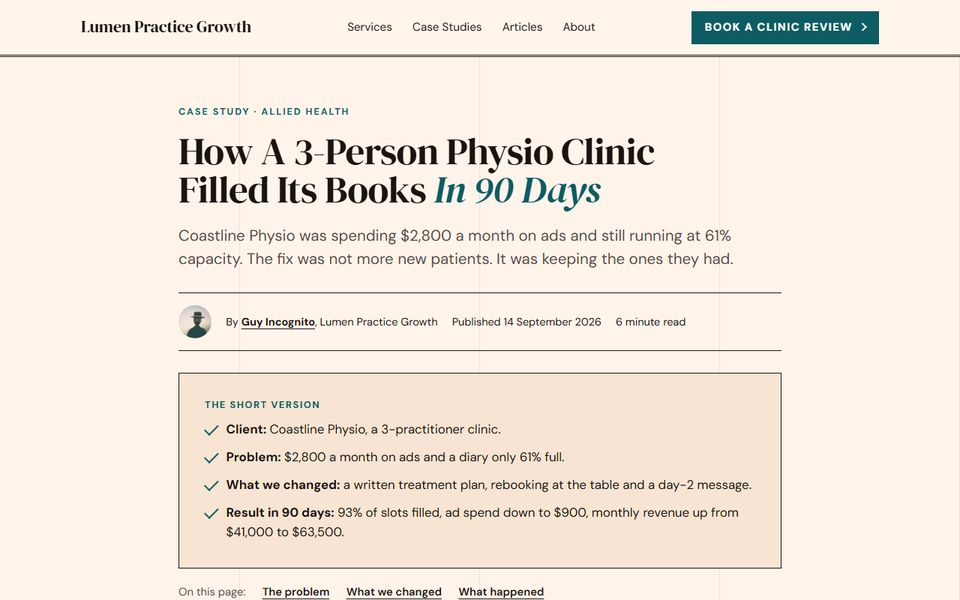 Lumen Practice Growth
Services
Case Studies
Articles
About
BOOK A CLINIC REVIEW
CASE STUDY · ALLIED HEALTH
How A 3-Person Physio Clinic
Filled Its Books In 90 Days
Coastline Physio was spending $2,800 a month on ads and still running at 61%
capacity. The fix was not more new patients. It was keeping the ones they had.
By Guy Incognito, Lumen Practice Growth Published 14 September 2026 6 minute read
THE SHORT VERSION
Client: Coastline Physio, a 3-practitioner clinic.
Problem: $2,800 a month on ads and a diary only 61% full.
What we changed: a written treatment plan, rebooking at the table and a day-2 message.
Result in 90 days: 93% of slots filled, ad spend down to $900, monthly revenue up from
$41,000 to $63,500.
On this page: The problem What we changed What happened